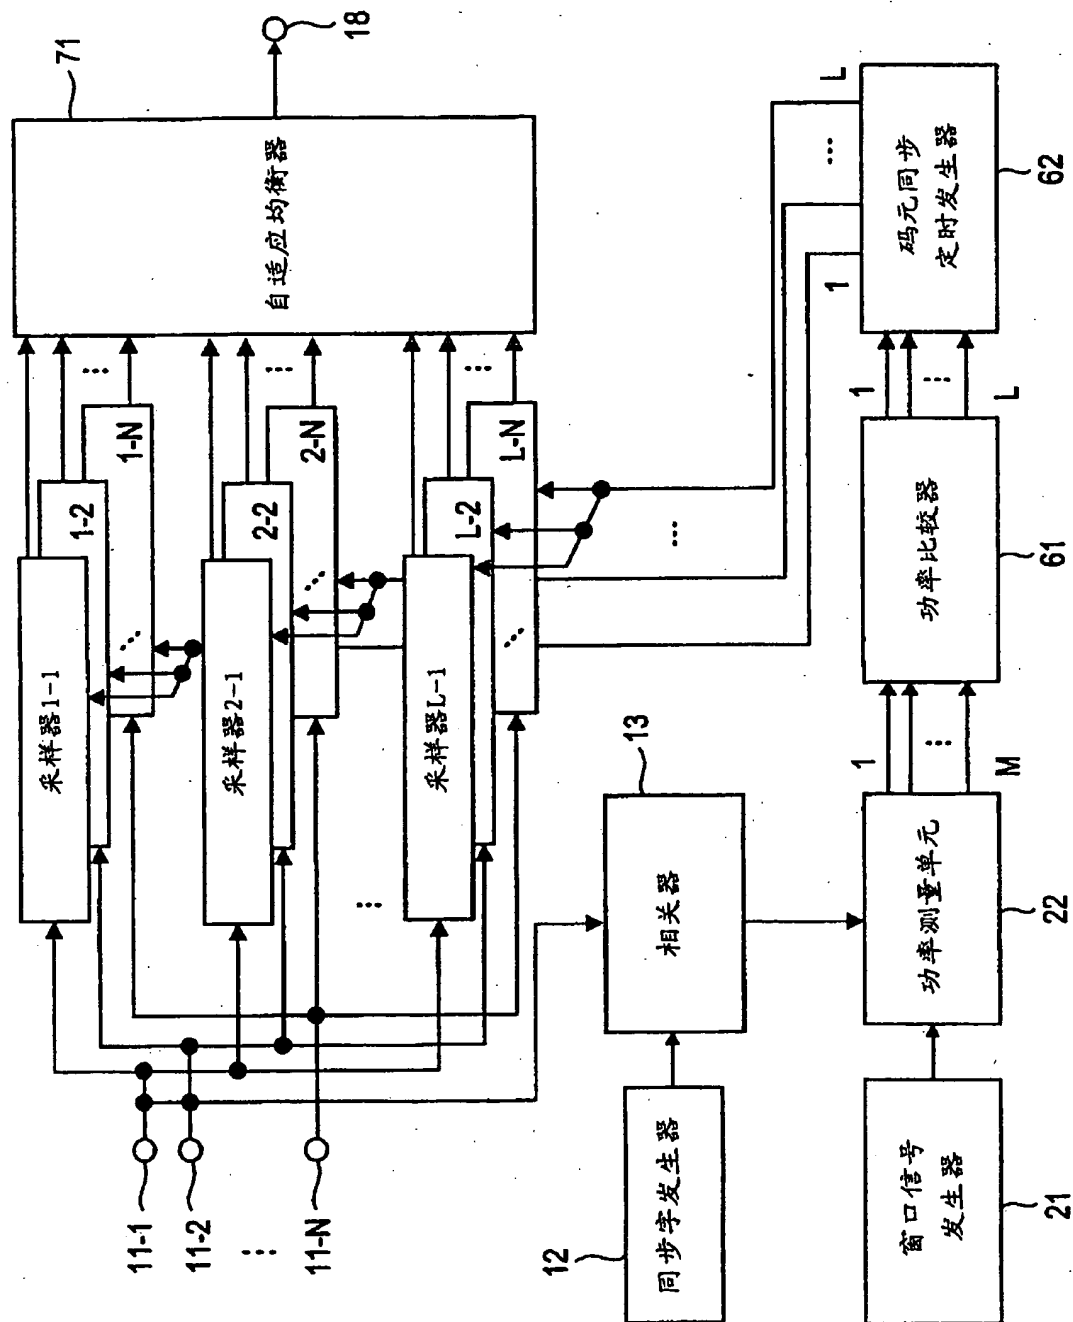 11-1
11-2
⋮
11-N
采样器1-1
1-2
⋯
1-N
⋯
采样器2-1
2-2
⋯
2-N
⋯
⋯
采样器L-1
L-2
⋯
L-N
⋯
自适应均衡器
71
18
同步字发生器
12
相关器
13
窗口信号
发生器
21
功率测量单元
22
1
⋯
M
功率比较器
61
1
⋯
L
码元同步
定时发生器
62
1
⋯
L
⋯